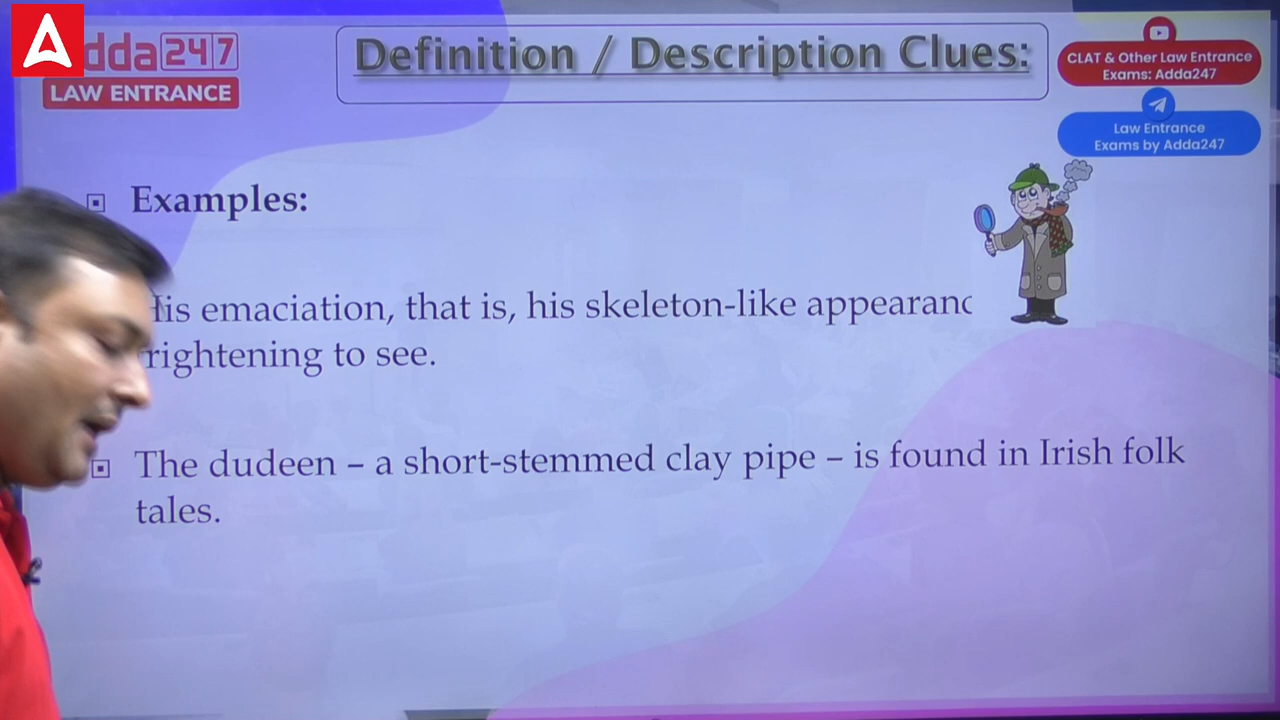 Adda247
LAW ENTRANCE
Definition / Description Clues:
CLAT & Other Law Entrance
Exams: Adda247
Law Entrance
Exams by Adda247
Examples:
His emaciation, that is, his skeleton-like appearanc
rightening to see.
The dudeen – a short-stemmed clay pipe – is found in Irish folk
tales.